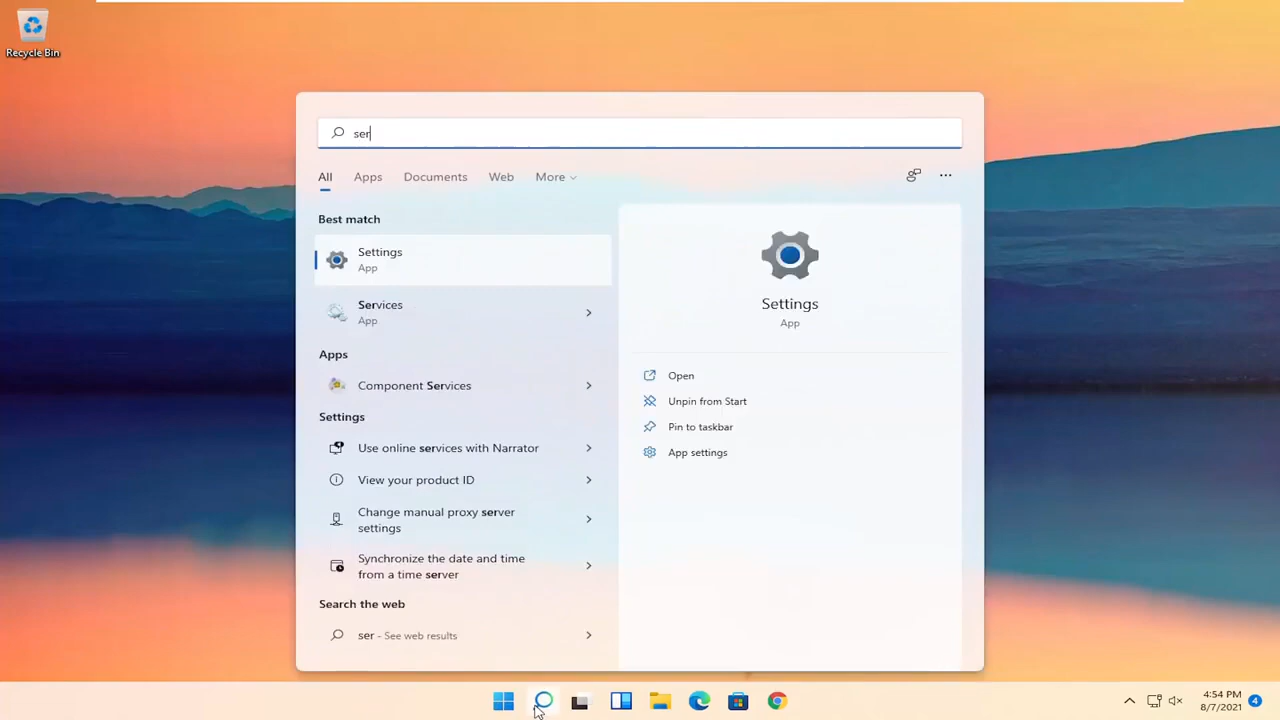 Recycle Bin
ser
All Apps Documents Web More
Best match
Settings
App
Services
App
Apps
Component Services
Settings
Use online services with Narrator
View your product ID
Change manual proxy server
settings
Synchronize the date and time
from a time server
Search the web
ser - See web results
Settings
App
Open
Unpin from Start
Pin to taskbar
App settings
4:54 PM
8/7/2021
4